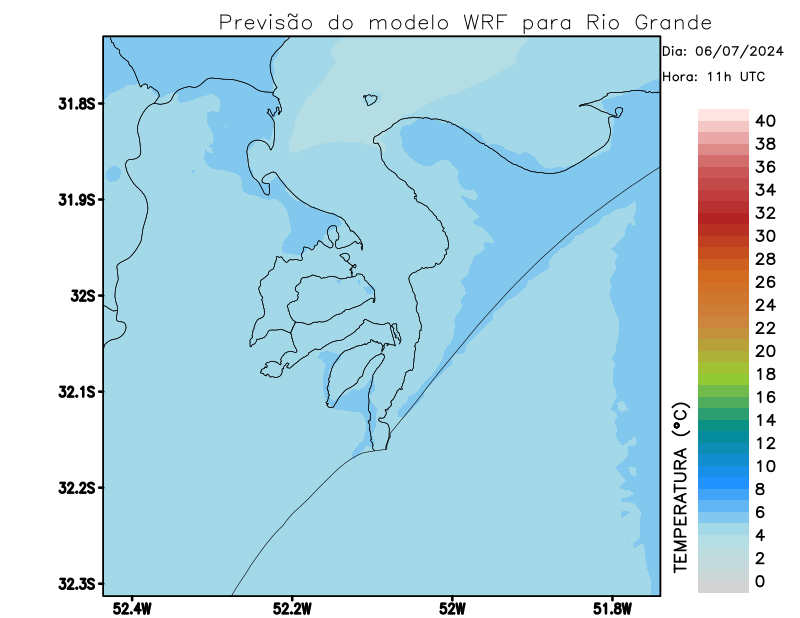 Previsão do modelo WRF para Rio Grande
Dia: 06/07/2024
Hora: 11h UTC
31.8S
31.9S
32S
32.1S
32.2S
32.3S
52.4W
52.2W
52W
51.8W
TEMPERATURA (°C)
40
38
36
34
32
30
28
26
24
22
20
18
16
14
12
10
8
6
4
2
0